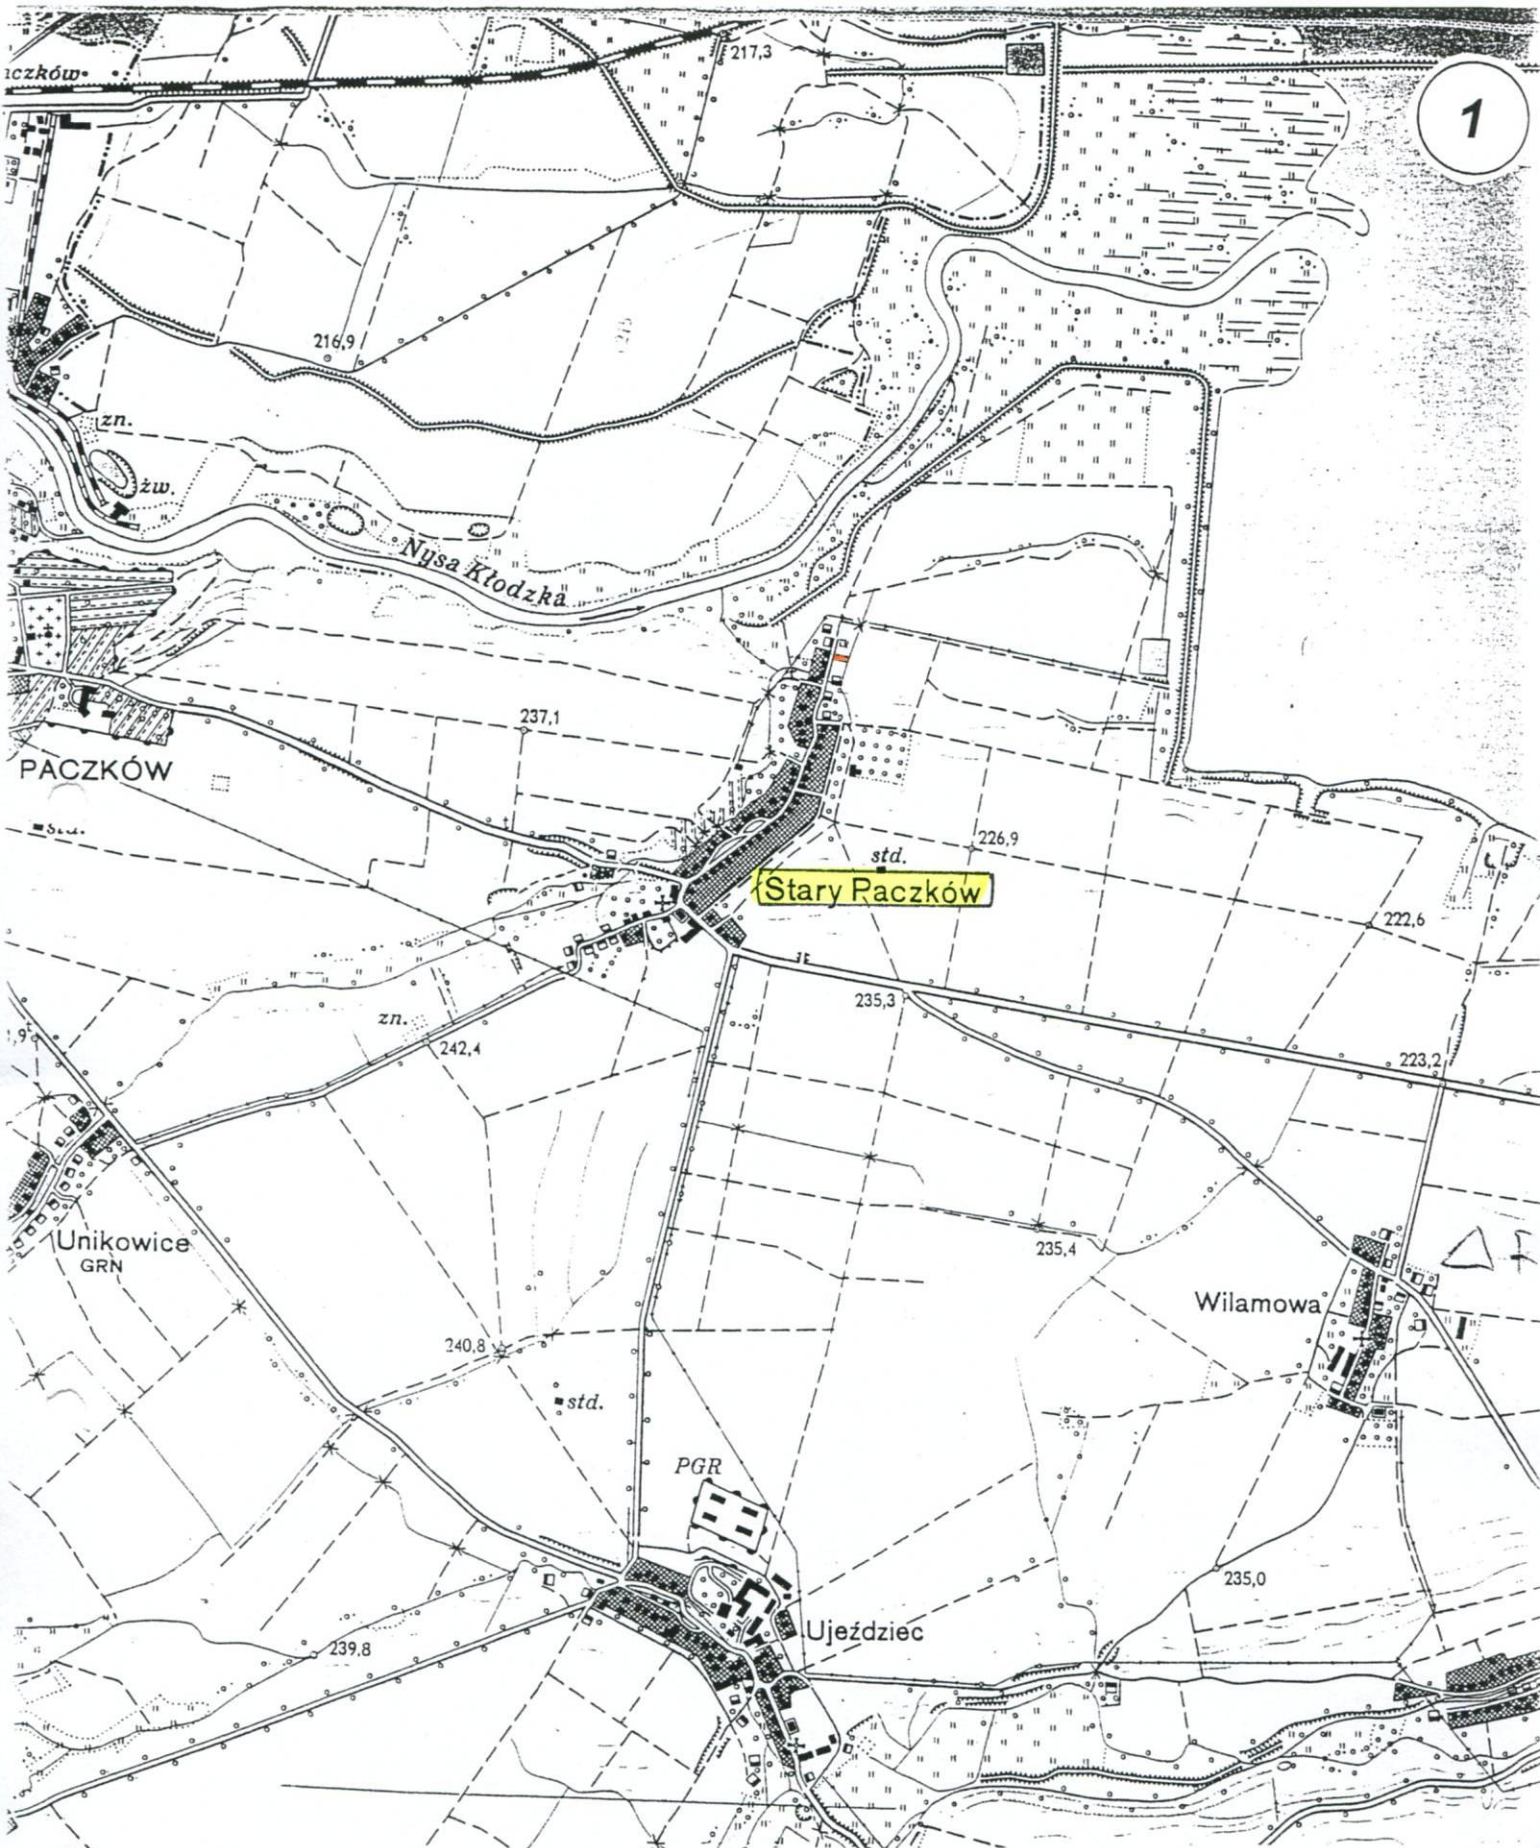 217,3
1
216,9
zn.
żw.
Nysa Kłodzka
237,1
PACZKÓW
226,9
std.
Stary Paczków
222,6
235,3
zn.
242,4
223,2
Unikowice
GRN
235,4
Wilamowa
240,8
std.
PGR
235,0
Ujeździec
239,8